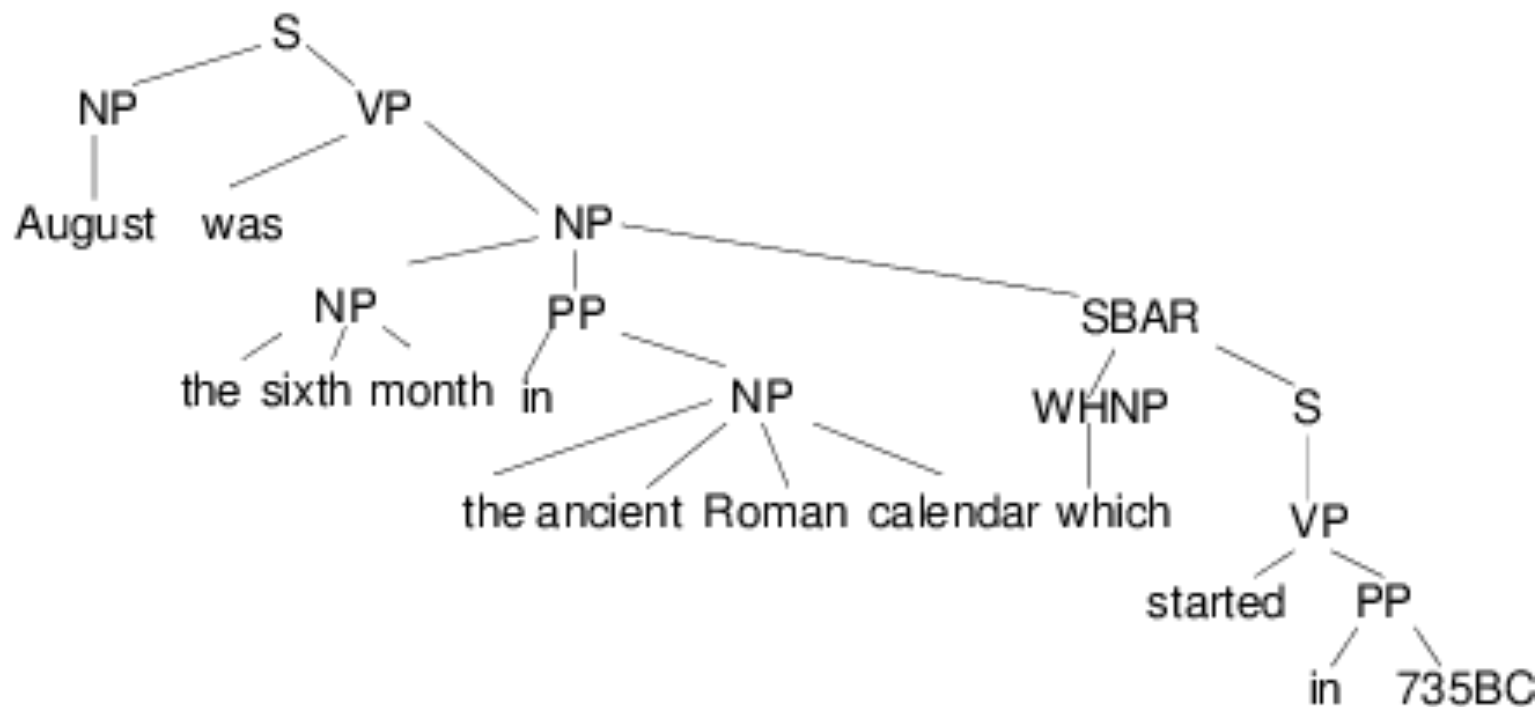 S
NP VP
August was NP
NP PP SBAR
the sixth month in NP WHNP S
the ancient Roman calendar which VP
started PP
in 735BC